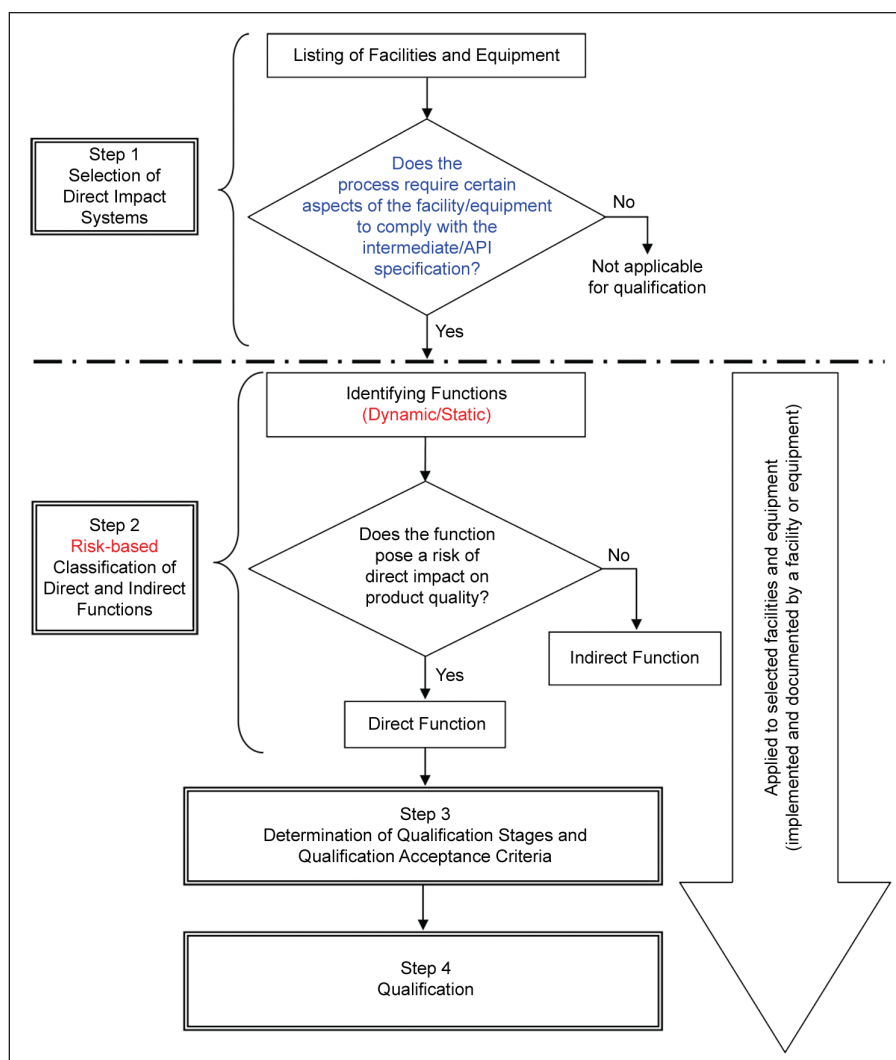 Listing of Facilities and Equipment
Step 1
Selection of
Direct Impact
Systems
Does the
process require certain
aspects of the facility/equipment
to comply with the
intermediate/API
specification?
No
Not applicable
for qualification
Yes
Identifying Functions
(Dynamic/Static)
Step 2
Risk-based
Classification of
Direct and Indirect
Functions
Does the function
pose a risk of
direct impact on
product quality?
No
Indirect Function
Yes
Direct Function
Applied to selected facilities and equipment
(implemented and documented by a facility or equipment)
Step 3
Determination of Qualification Stages and
Qualification Acceptance Criteria
Step 4
Qualification